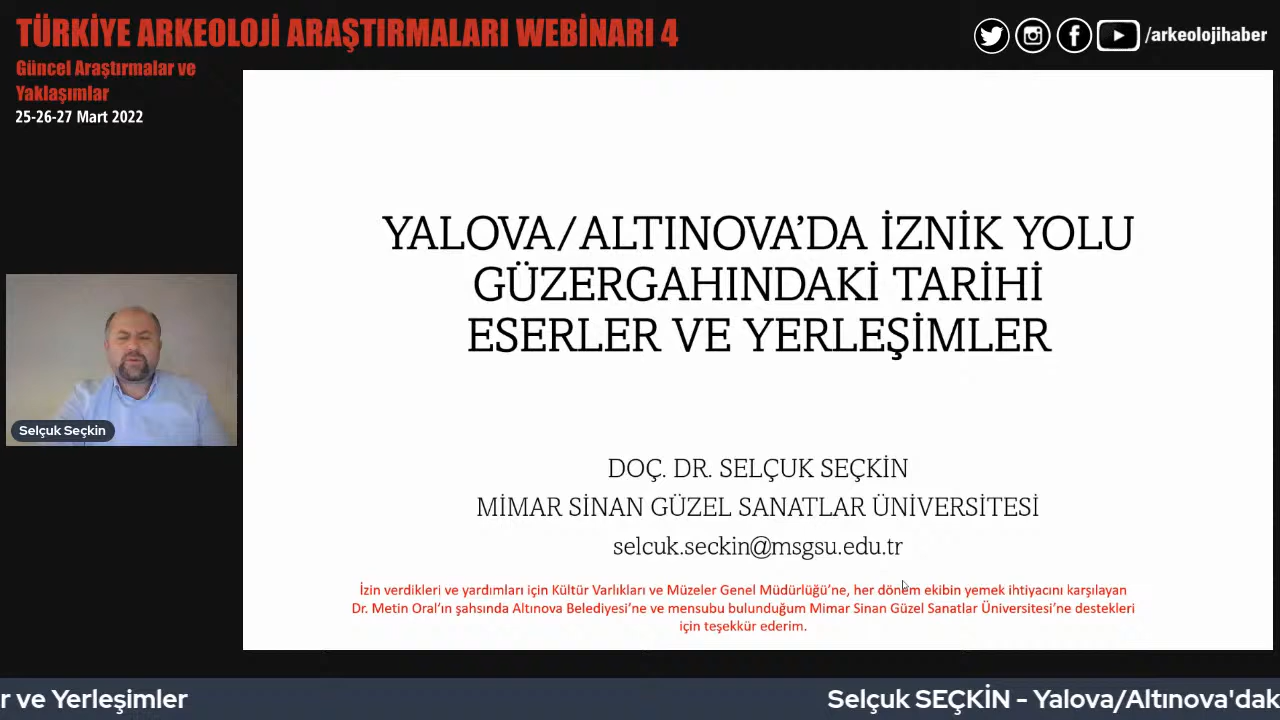 TÜRKİYE ARKEOLOJİ ARAŞTIRMALARI WEBİNARI 4
Güncel Araştırmalar ve
Yaklaşımlar
25-26-27 Mart 2022
/arkeolojihaber
YALOVA/ALTINOVA’DA İZNİK YOLU
GÜZERGAHINDAKİ TARİHİ
ESERLER VE YERLEŞİMLER
DOÇ. DR. SELÇUK SEÇKİN
MİMAR SİNAN GÜZEL SANATLAR ÜNİVERSİTESİ
selcuk.seckin@msgsu.edu.tr
İzin verdikleri ve yardımları için Kültür Varlıkları ve Müzeler Genel Müdürlüğü’ne, her dönem ekibin yemek ihtiyacını karşılayan
Dr. Metin Oral’ın şahsında Altınova Belediyesi’ne ve mensubu bulunduğum Mimar Sinan Güzel Sanatlar Üniversitesi’ne destekleri
için teşekkür ederim.
Selçuk Seçkin
r ve Yerleşimler
Selçuk SEÇKİN - Yalova/Altınova'dak